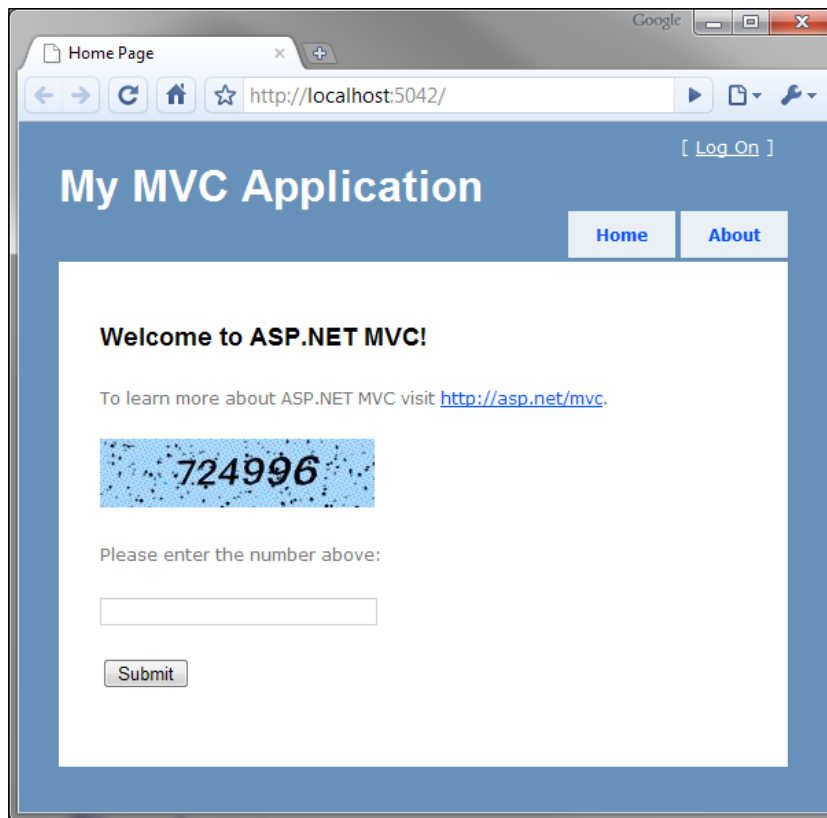 Google
Home Page
http://localhost:5042/
[ Log On ]
My MVC Application
Home
About
Welcome to ASP.NET MVC!
To learn more about ASP.NET MVC visit http://asp.net/mvc.
724996
Please enter the number above:
Submit